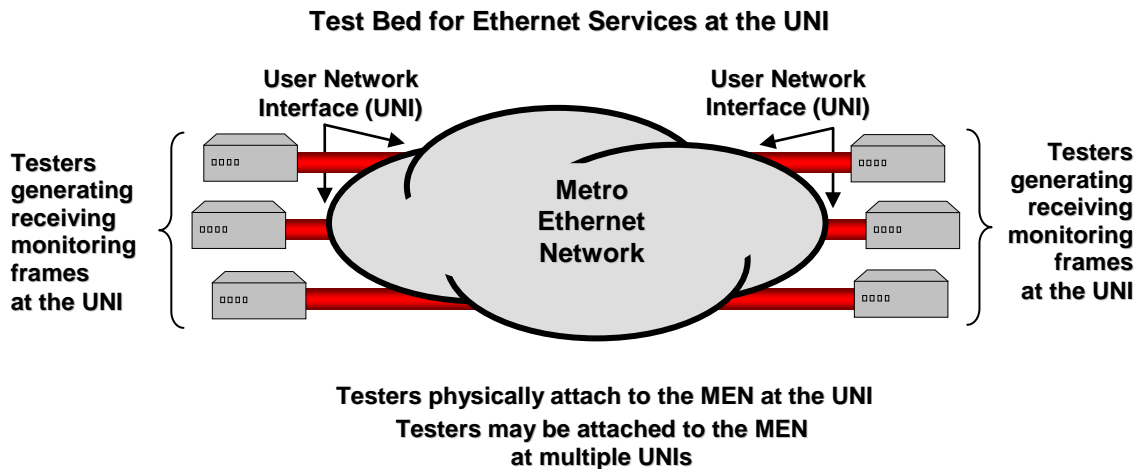 Test Bed for Ethernet Services at the UNI
User Network
Interface (UNI)
User Network
Interface (UNI)
Testers
generating
receiving
monitoring
frames
at the UNI
Metro
Ethernet
Network
Testers
generating
receiving
monitoring
frames
at the UNI
Testers physically attach to the MEN at the UNI
Testers may be attached to the MEN
at multiple UNIs